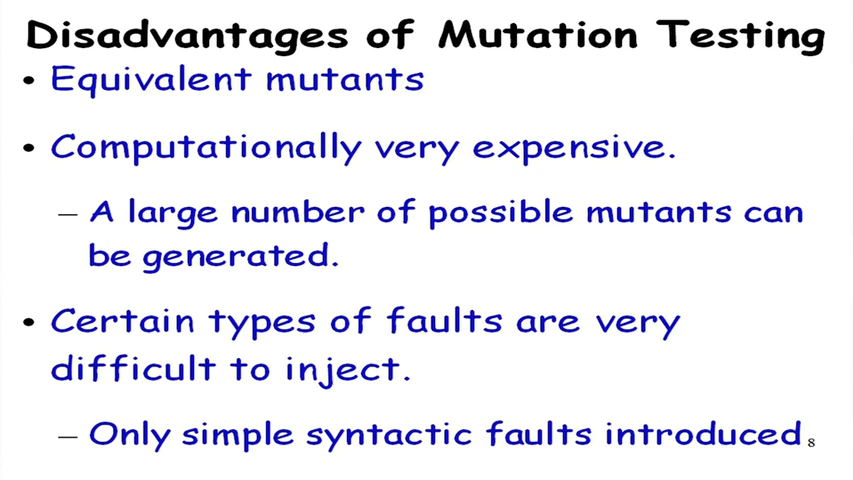 Disadvantages of Mutation Testing
• Equivalent mutants
• Computationally very expensive.
– A large number of possible mutants can
be generated.
• Certain types of faults are very
difficult to inject.
– Only simple syntactic faults introduced
8